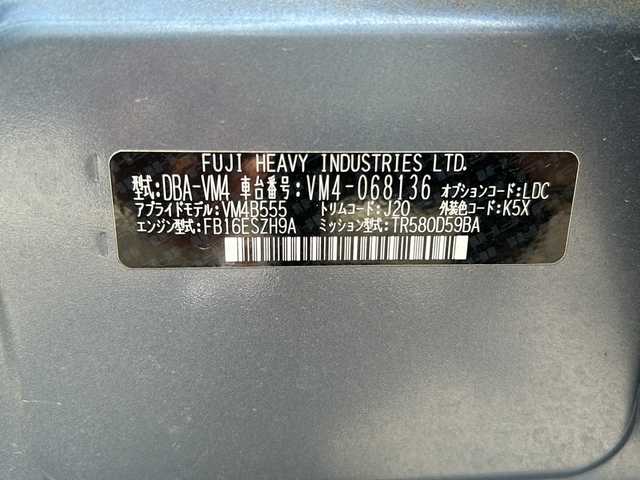 FUJI HEAVY INDUSTRIES LTD.
型式:DBA-VM4 車台番号:VM4-068136 オプションコード:LDC
アプライドモデル:VM4B555 トリムコード:J20 外装色コード:K5X
エンジン型式:FB16ESZH9A ミッション型式:TR580D59BA